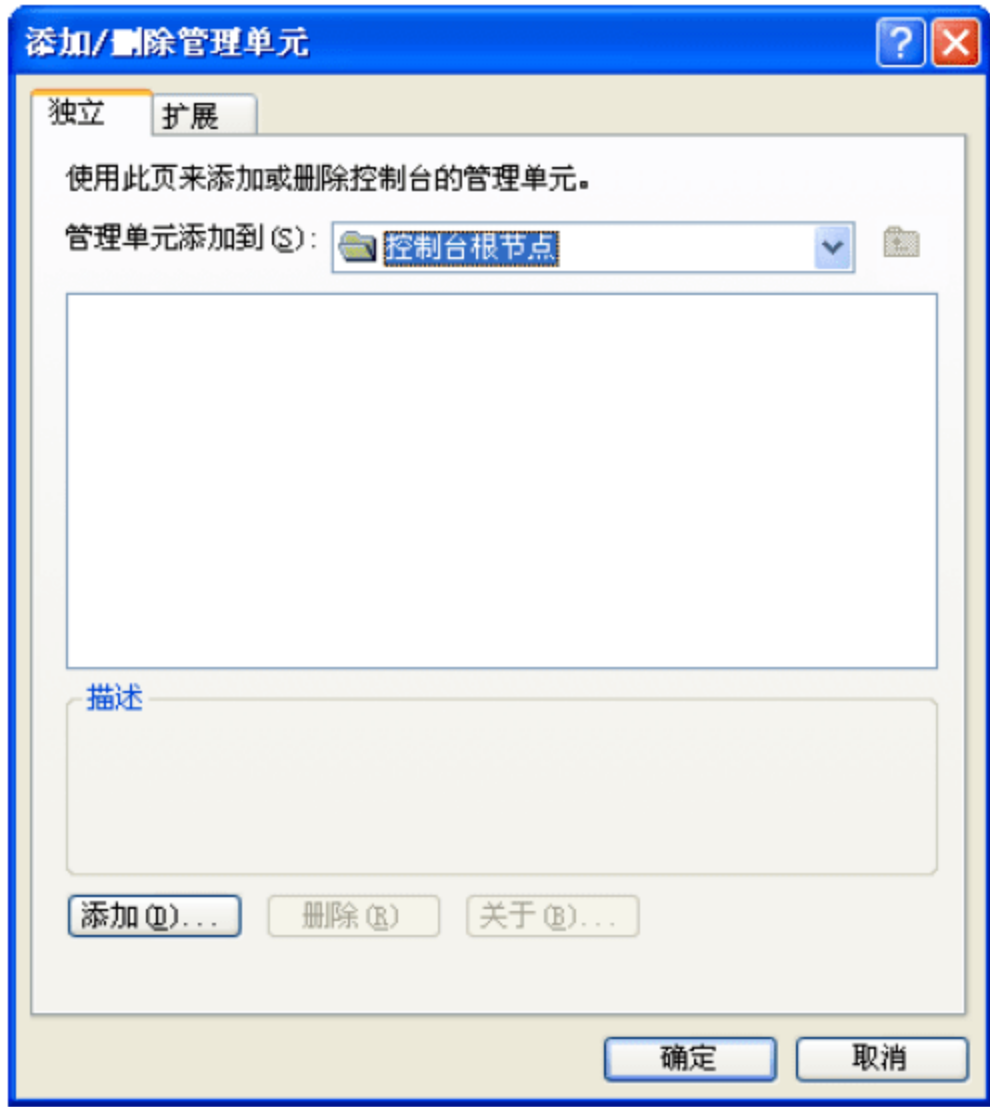 添加/删除管理单元
独立
扩展
使用此页来添加或删除控制台的管理单元。
管理单元添加到(S):
控制台根节点
描述
添加(D)...
删除(R)
关于(B)...
确定
取消